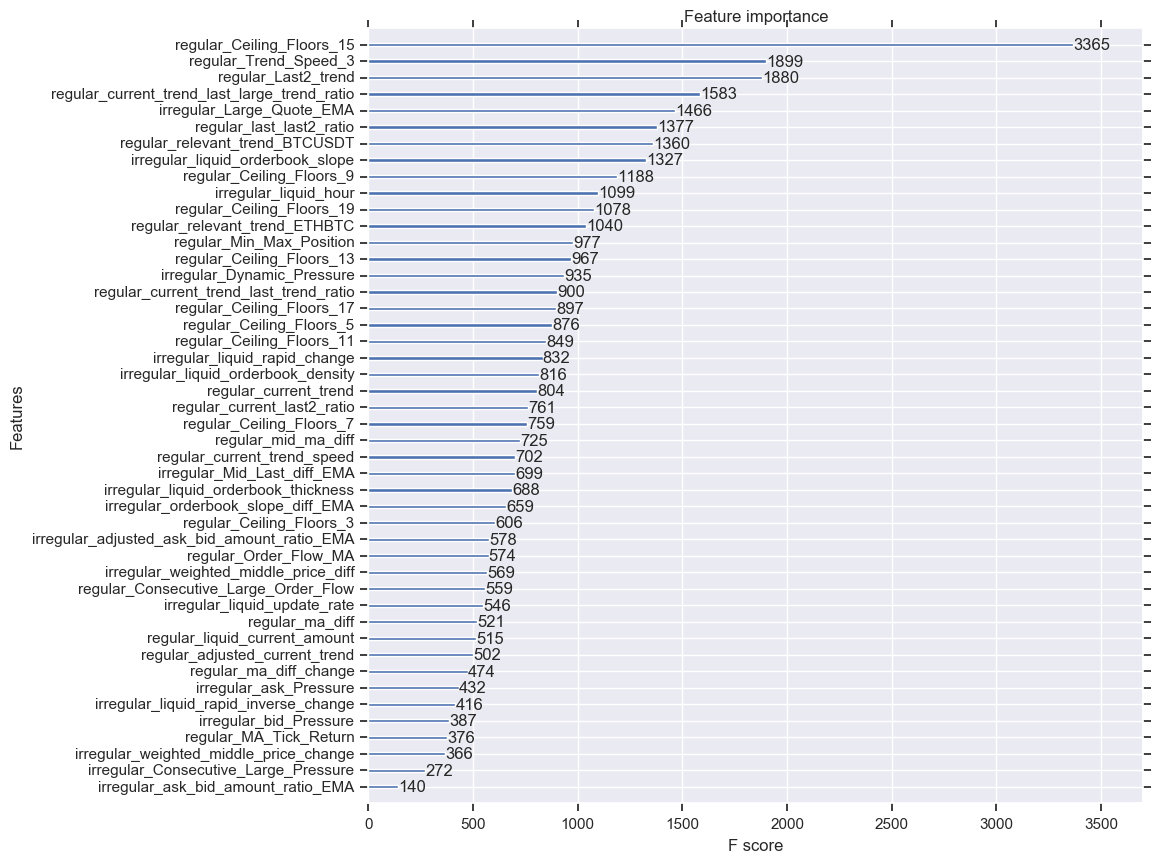 Feature importance
regular_Ceiling_Floors_15 3365
regular_Trend_Speed_3 1899
regular_Last2_trend 1880
regular_current_trend_last_large_trend_ratio 1583
irregular_Large_Quote_EMA 1466
regular_last_last2_ratio 1377
regular_relevant_trend_BTCUSDT 1360
irregular_liquid_orderbook_slope 1327
regular_Ceiling_Floors_9 1188
irregular_liquid_hour 1099
regular_Ceiling_Floors_19 1078
regular_relevant_trend_ETHBTC 1040
regular_Min_Max_Position 977
regular_Ceiling_Floors_13 967
irregular_Dynamic_Pressure 935
regular_current_trend_last_trend_ratio 900
regular_Ceiling_Floors_17 897
regular_Ceiling_Floors_5 876
regular_Ceiling_Floors_11 849
irregular_liquid_rapid_change 832
irregular_liquid_orderbook_density 816
regular_current_trend 804
regular_current_last2_ratio 761
regular_Ceiling_Floors_7 759
regular_mid_ma_diff 725
regular_current_trend_speed 702
irregular_Mid_Last_diff_EMA 699
irregular_liquid_orderbook_thickness 688
irregular_orderbook_slope_diff_EMA 659
regular_Ceiling_Floors_3 606
irregular_adjusted_ask_bid_amount_ratio_EMA 578
regular_Order_Flow_MA 574
irregular_weighted_middle_price_diff 569
regular_Consecutive_Large_Order_Flow 559
irregular_liquid_update_rate 546
regular_ma_diff 521
regular_liquid_current_amount 515
regular_adjusted_current_trend 502
regular_ma_diff_change 474
irregular_ask_Pressure 432
irregular_liquid_rapid_inverse_change 416
irregular_bid_Pressure 387
regular_MA_Tick_Return 376
irregular_weighted_middle_price_change 366
irregular_Consecutive_Large_Pressure 272
irregular_ask_bid_amount_ratio_EMA 140
Features
0 500 1000 1500 2000 2500 3000 3500
F score